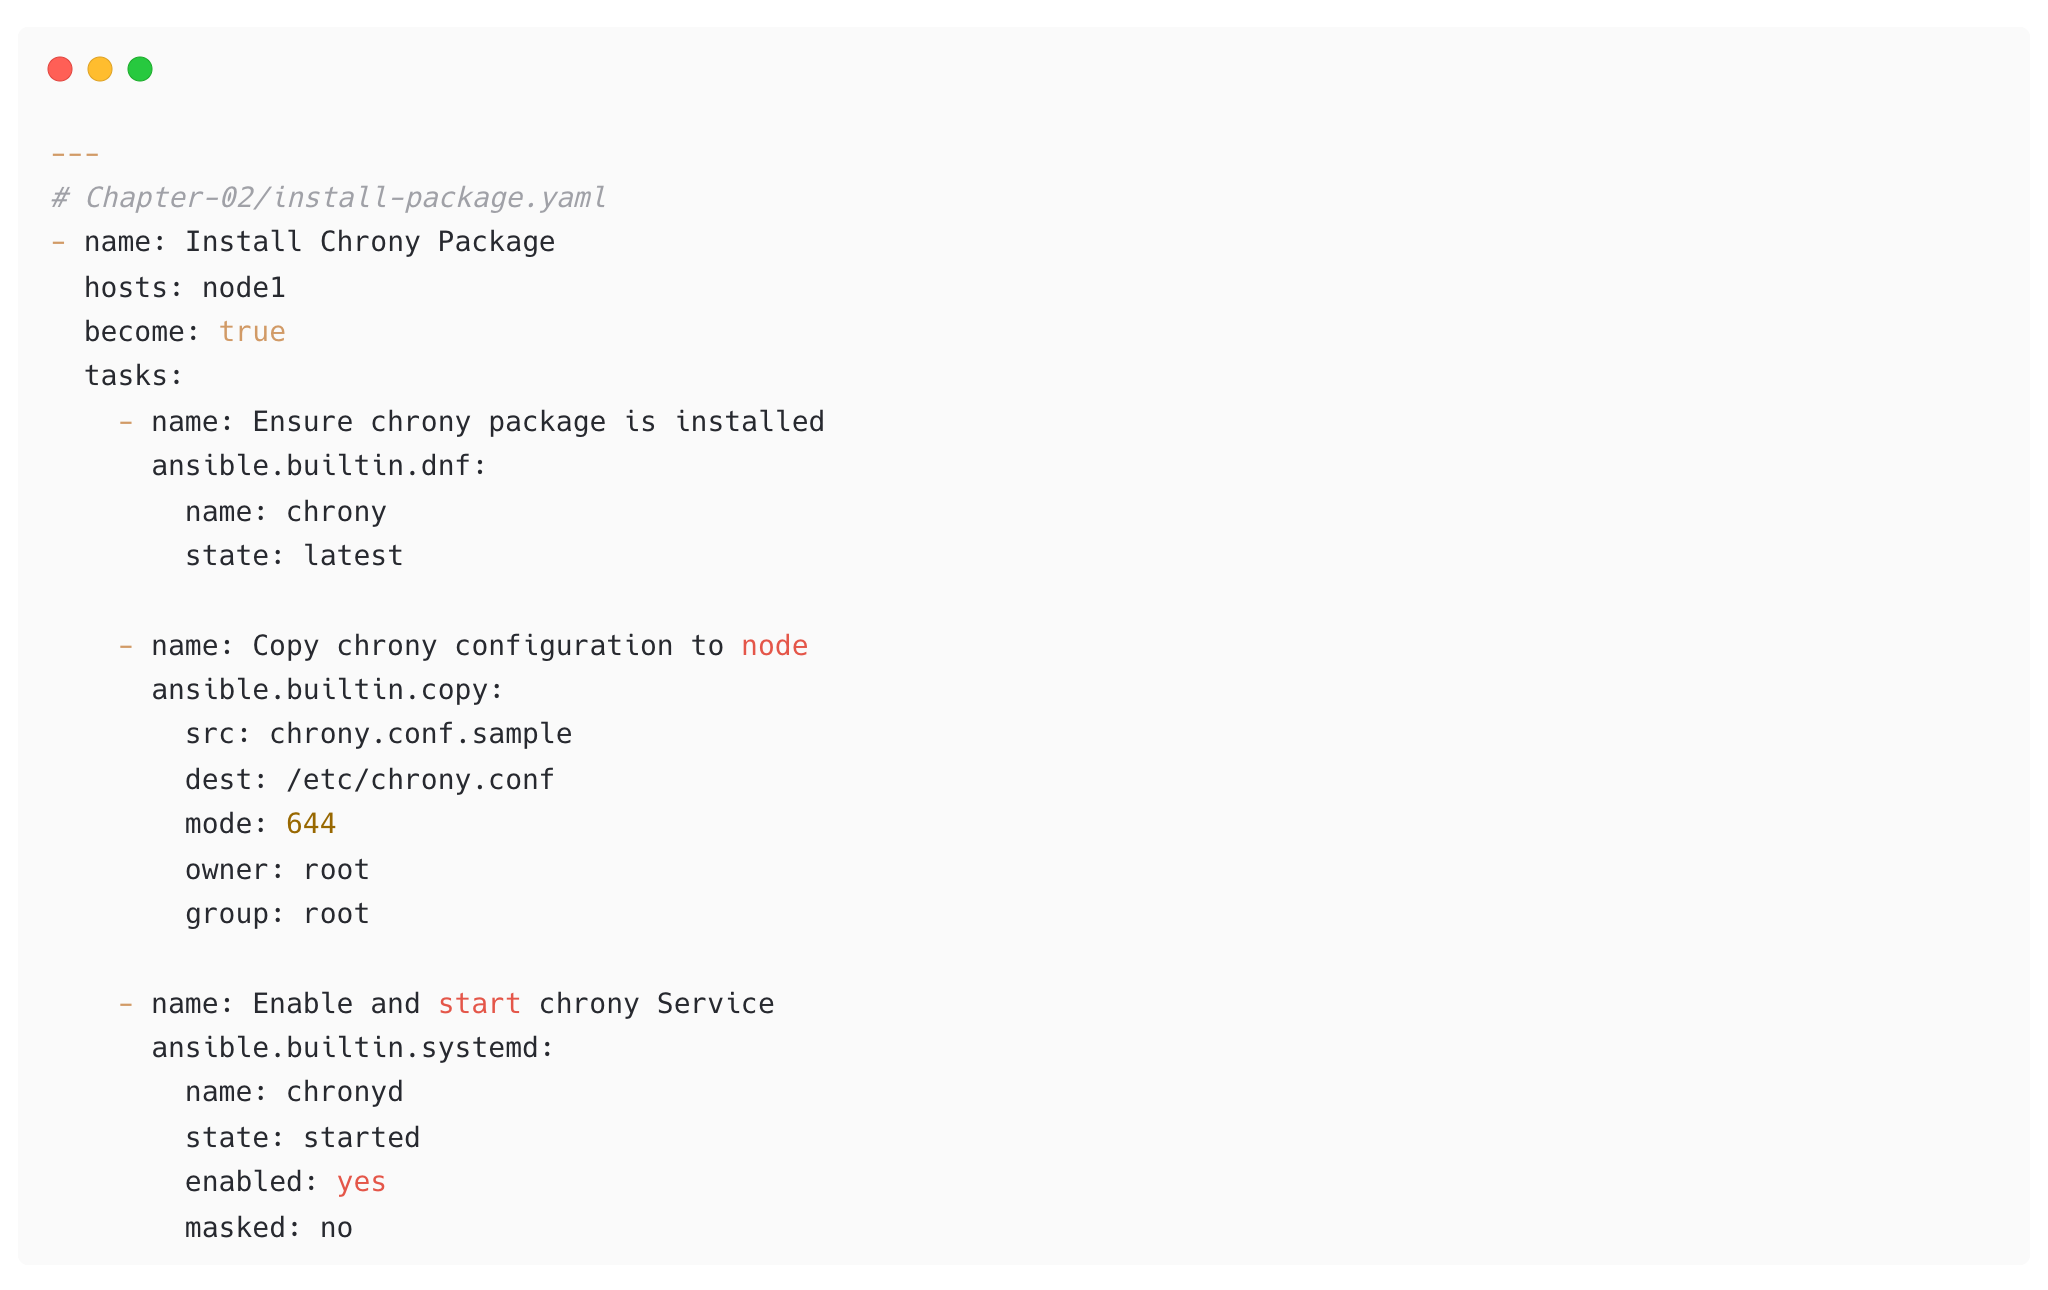 ---
# Chapter-02/install-package.yaml
- name: Install Chrony Package
  hosts: node1
  become: true
  tasks:
    - name: Ensure chrony package is installed
      ansible.builtin.dnf:
        name: chrony
        state: latest

    - name: Copy chrony configuration to node
      ansible.builtin.copy:
        src: chrony.conf.sample
        dest: /etc/chrony.conf
        mode: 644
        owner: root
        group: root

    - name: Enable and start chrony Service
      ansible.builtin.systemd:
        name: chronyd
        state: started
        enabled: yes
        masked: no